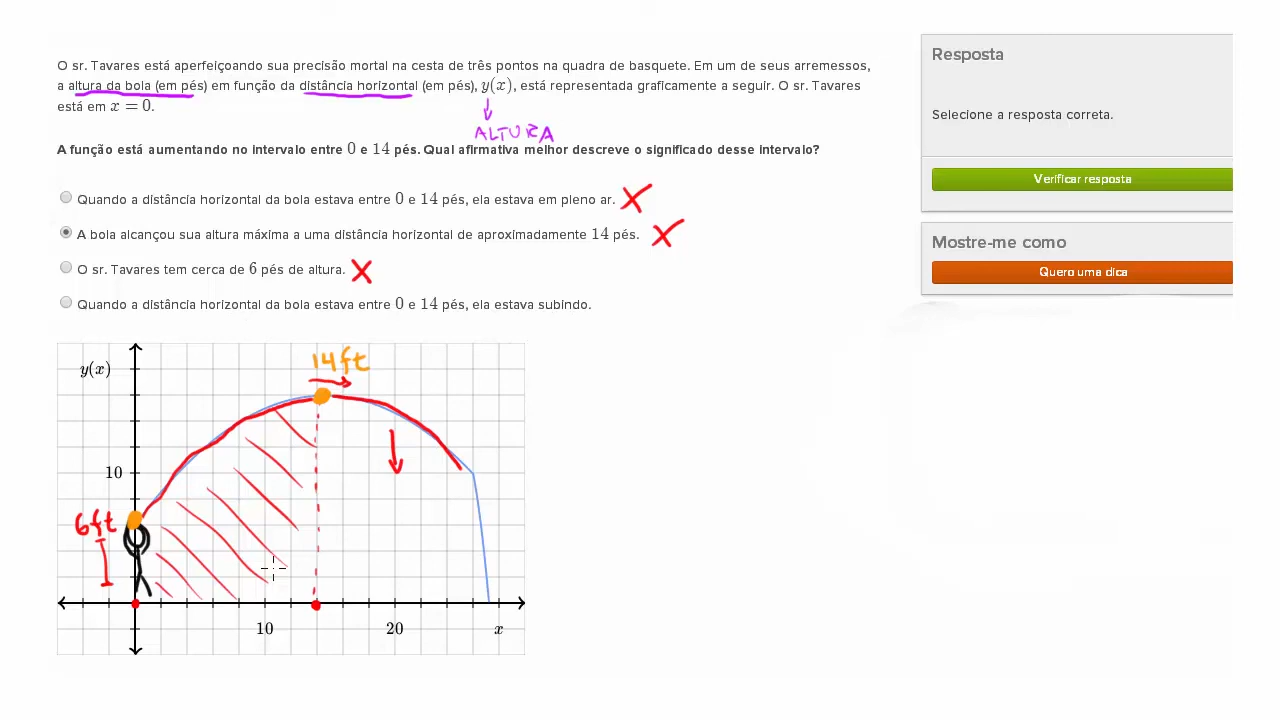 O sr. Tavares está aperfeiçoando sua precisão mortal na cesta de três pontos na quadra de basquete. Em um de seus arremessos,
a altura da bola (em pés) em função da distância horizontal (em pés), y(x), está representada graficamente a seguir. O sr. Tavares
está em x = 0.
ALTURA
A função está aumentando no intervalo entre 0 e 14 pés. Qual afirmativa melhor descreve o significado desse intervalo?
Quando a distância horizontal da bola estava entre 0 e 14 pés, ela estava em pleno ar.
A bola alcançou sua altura máxima a uma distância horizontal de aproximadamente 14 pés.
O sr. Tavares tem cerca de 6 pés de altura.
Quando a distância horizontal da bola estava entre 0 e 14 pés, ela estava subindo.
Resposta
Selecione a resposta correta.
Verificar resposta
Mostre-me como
Quero uma dica
14ft
y(x)
10
6ft
10
20
x